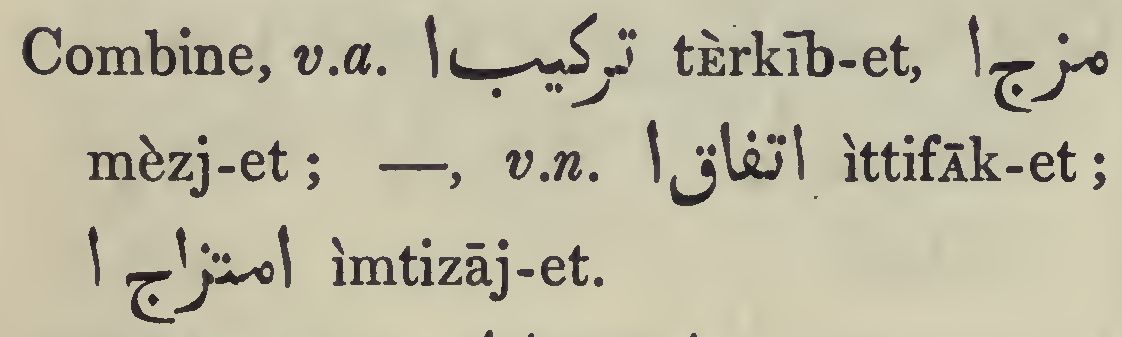 Combine, v.a. تركيب ا tÈrkīb-et, مزج ا
mèzj-et; —, v.n. اتفاق ا ìttifĀk-et;
امتزاج ا ìmtizāj-et.